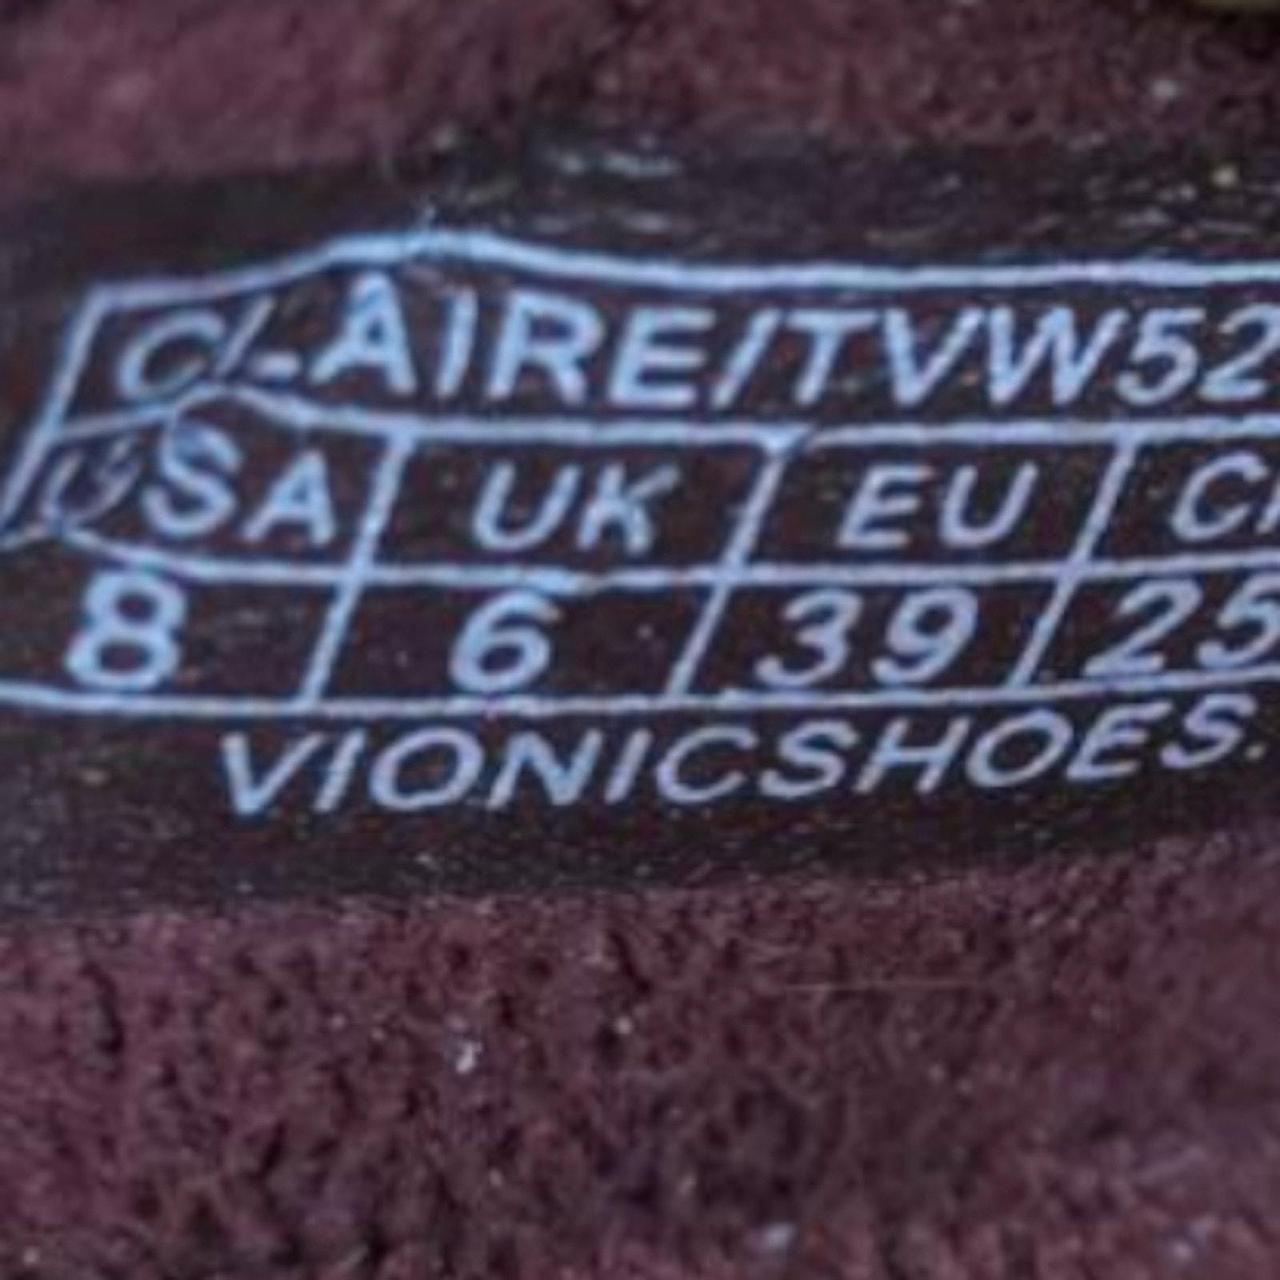 CLAIRE/TVW52
USA UK EU
8 6 39 25
VIONICSHOES.